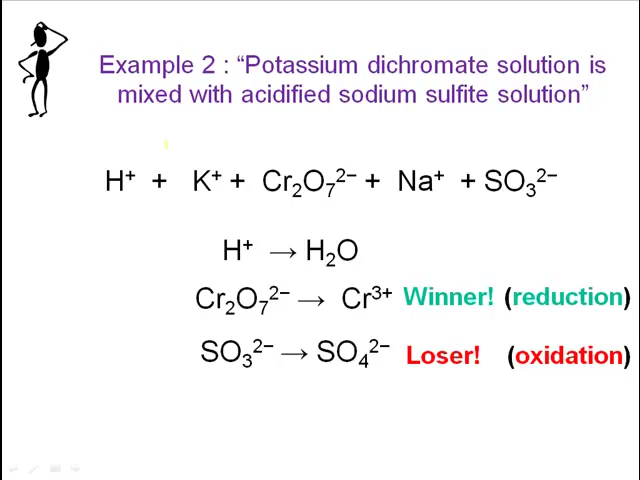 Example 2 : “Potassium dichromate solution is
mixed with acidified sodium sulfite solution”
H⁺ + K⁺ + Cr₂O₇²⁻ + Na⁺ + SO₃²⁻
H⁺ → H₂O
Cr₂O₇²⁻ → Cr³⁺ Winner! (reduction)
SO₃²⁻ → SO₄²⁻ Loser! (oxidation)